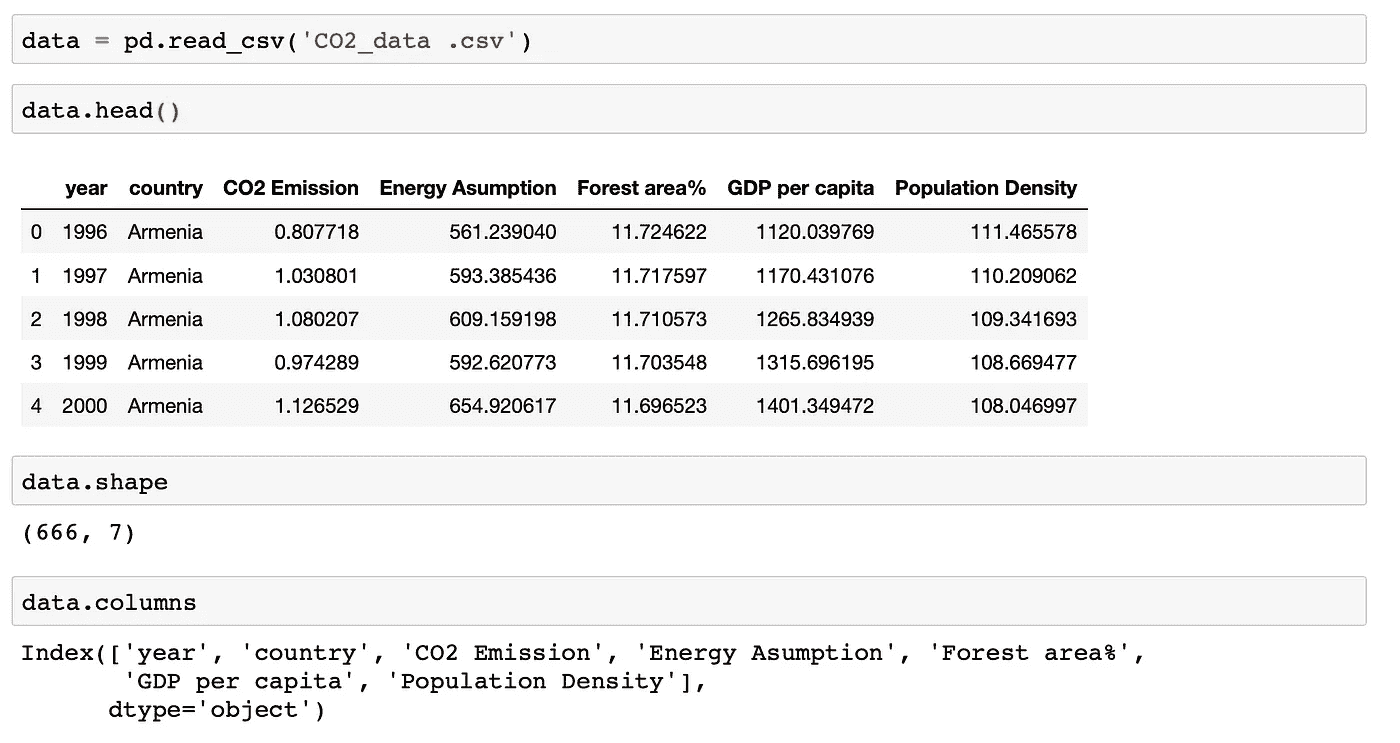 data = pd.read_csv('CO2_data .csv')
data.head()
year country CO2 Emission Energy Asumption Forest area% GDP per capita Population Density
0 1996 Armenia 0.807718 561.239040 11.724622 1120.039769 111.465578
1 1997 Armenia 1.030801 593.385436 11.717597 1170.431076 110.209062
2 1998 Armenia 1.080207 609.159198 11.710573 1265.834939 109.341693
3 1999 Armenia 0.974289 592.620773 11.703548 1315.696195 108.669477
4 2000 Armenia 1.126529 654.920617 11.696523 1401.349472 108.046997
data.shape
(666, 7)
data.columns
Index(['year', 'country', 'CO2 Emission', 'Energy Asumption', 'Forest area%',
'GDP per capita', 'Population Density'],
dtype='object')